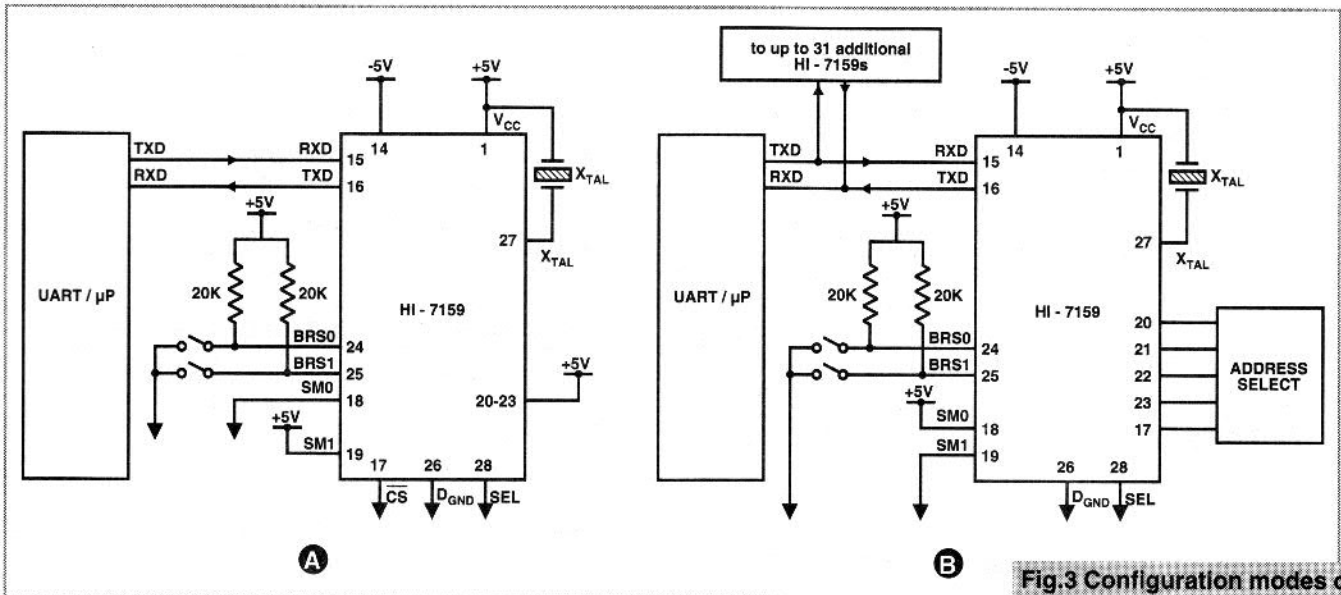 -5V
+5V
VCC
UART / µP
TXD
RXD
RXD
TXD
14
1
15
16
XTAL
+5V
27
XTAL
20K
20K
HI - 7159
BRS0
24
BRS1
25
SM0
18
+5V
SM1
19
20-23
+5V
17
26
28
CS
DGND
SEL
A
to up to 31 additional
HI - 7159s
-5V
+5V
VCC
UART / µP
TXD
RXD
RXD
TXD
14
1
15
16
XTAL
+5V
27
XTAL
20K
20K
HI - 7159
BRS0
24
BRS1
25
+5V
SM0
18
SM1
19
20
21
22
23
17
ADDRESS
SELECT
26
28
DGND
SEL
B
Fig.3 Configuration modes